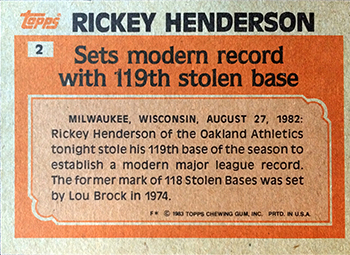 Topps RICKEY HENDERSON
2
Sets modern record
with 119th stolen base
MILWAUKEE, WISCONSIN, AUGUST 27, 1982:
Rickey Henderson of the Oakland Athletics
tonight stole his 119th base of the season to
establish a modern major league record.
The former mark of 118 Stolen Bases was set
by Lou Brock in 1974.
F* © 1983 TOPPS CHEWING GUM, INC. PRTD. IN U.S.A.